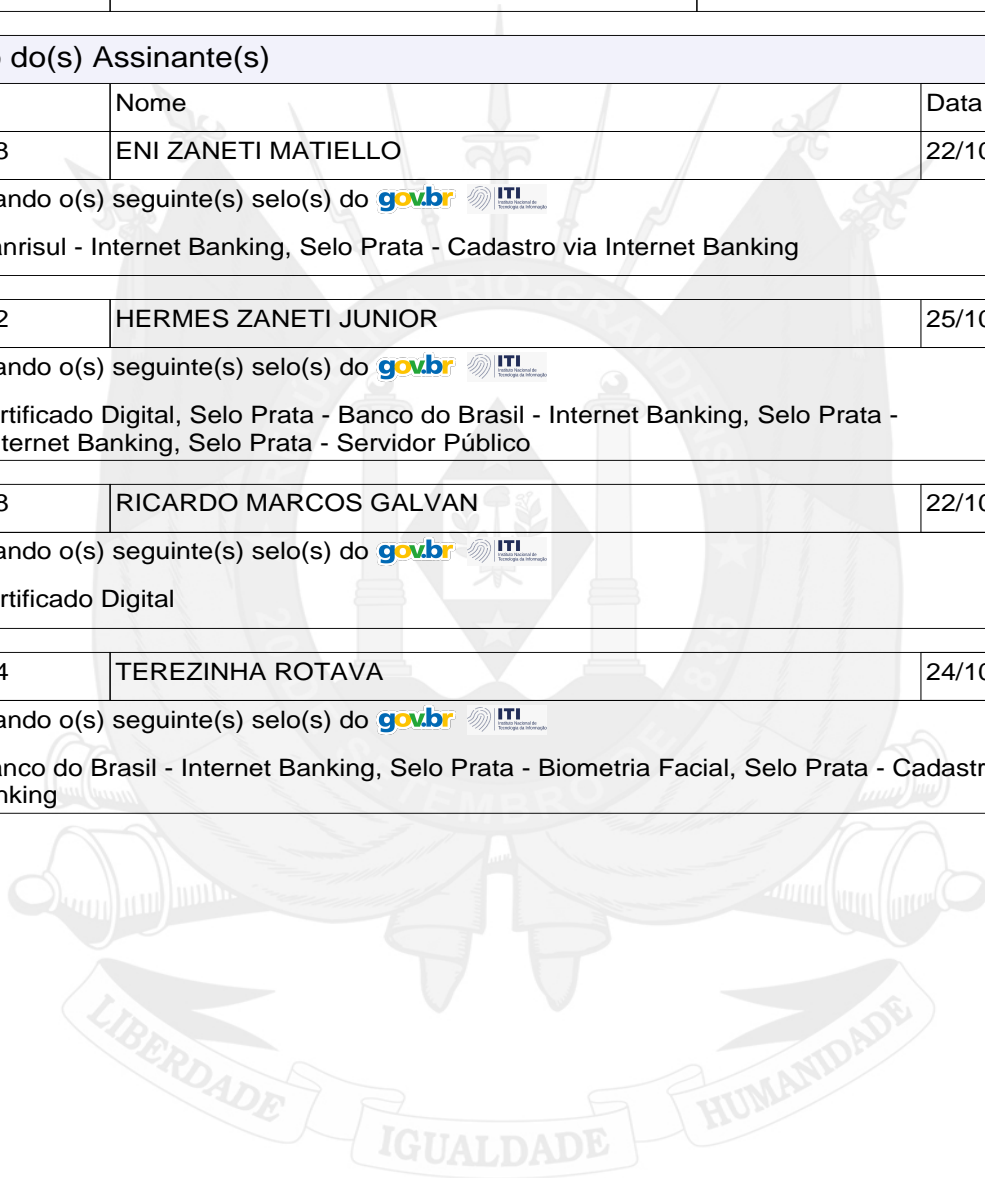 do(s) Assinante(s)
Nome
Data
3
ENI ZANETI MATIELLO
22/10
ando o(s) seguinte(s) selo(s) do gov.br ITI
anrisul - Internet Banking, Selo Prata - Cadastro via Internet Banking
2
HERMES ZANETI JUNIOR
25/10
ando o(s) seguinte(s) selo(s) do gov.br ITI
rtificado Digital, Selo Prata - Banco do Brasil - Internet Banking, Selo Prata -
ternet Banking, Selo Prata - Servidor Público
3
RICARDO MARCOS GALVAN
22/10
ando o(s) seguinte(s) selo(s) do gov.br ITI
rtificado Digital
4
TEREZINHA ROTAVA
24/10
ando o(s) seguinte(s) selo(s) do gov.br ITI
anco do Brasil - Internet Banking, Selo Prata - Biometria Facial, Selo Prata - Cadastr
nking
LIBERDADE
IGUALDADE
HUMANIDADE